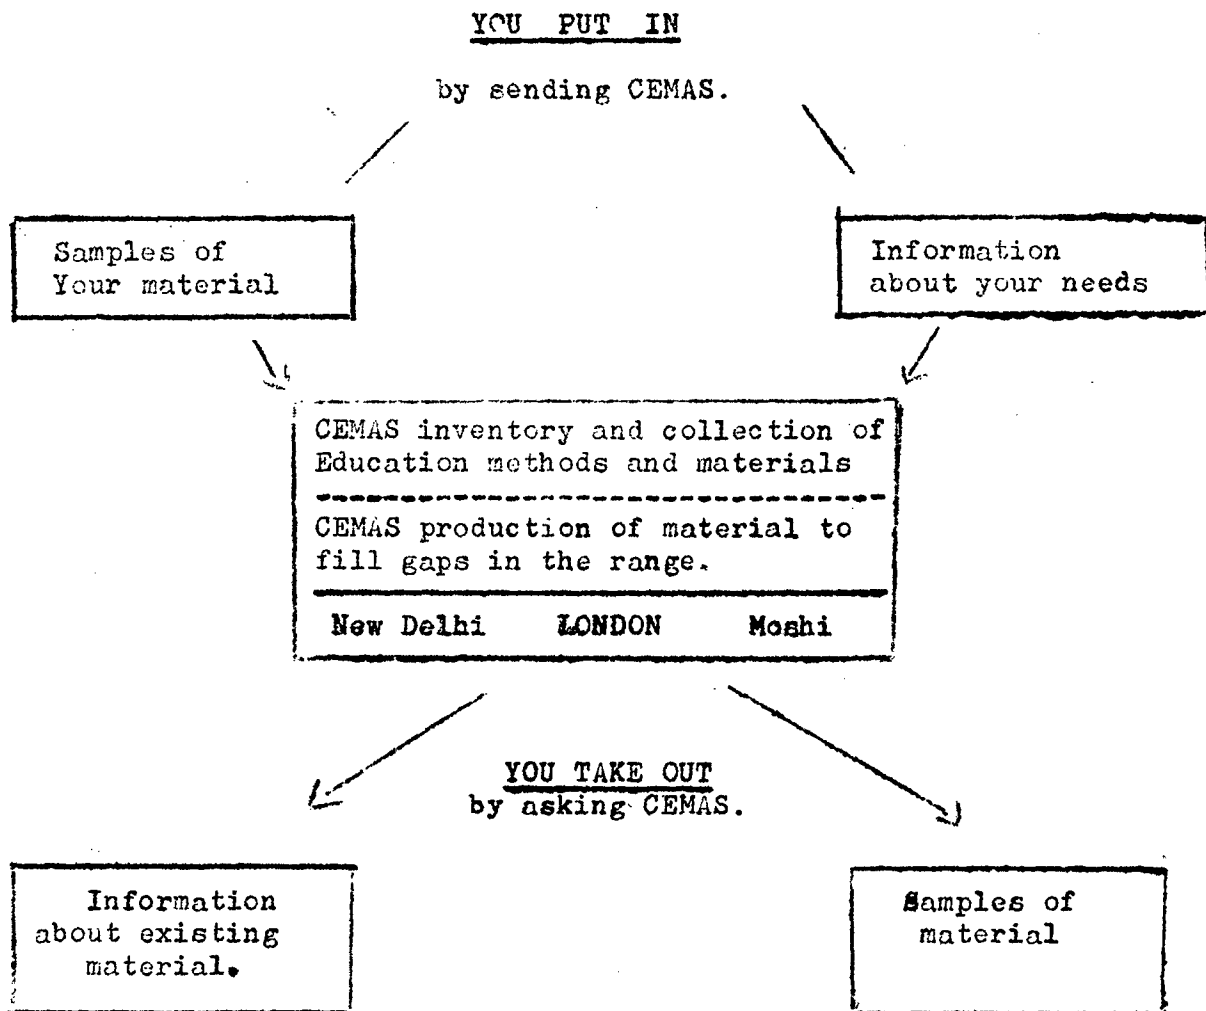 YOU PUT IN
by sending CEMAS.
Samples of
Your material
Information
about your needs
CEMAS inventory and collection of
Education methods and materials
CEMAS production of material to
fill gaps in the range.
New Delhi LONDON Moshi
YOU TAKE OUT
by asking CEMAS.
Information
about existing
material.
Samples of
material